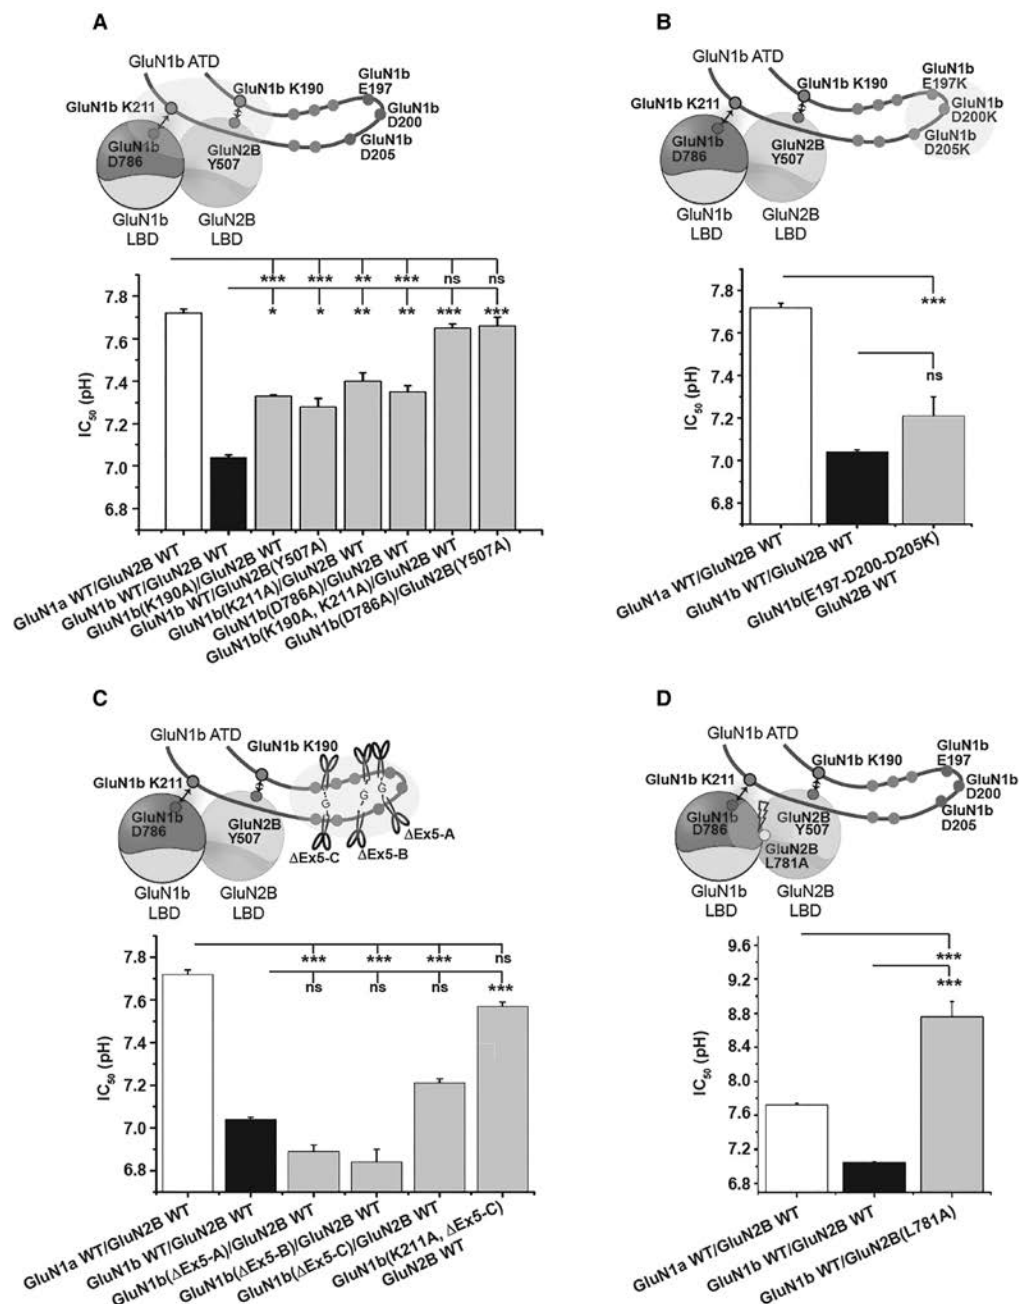 A
GluN1b ATD
GluN1b K190
GluN1b
E197
GluN1b K211
GluN1b
D200
GluN1b
D205
GluN1b
D786
GluN2B
Y507
GluN1b
LBD
GluN2B
LBD
*** *** ** *** ns ns
* * ** ** *** ***
IC50 (pH)
7.8
7.6
7.4
7.2
7.0
6.8
GluN1a WT/GluN2B WT
GluN1b WT/GluN2B WT
GluN1b(K190A)/GluN2B WT
GluN1b WT/GluN2B(Y507A)
GluN1b(K211A)/GluN2B WT
GluN1b(D786A)/GluN2B WT
GluN1b(K190A, K211A)/GluN2B WT
GluN1b(D786A)/GluN2B(Y507A)
B
GluN1b ATD
GluN1b K190
GluN1b
E197K
GluN1b K211
GluN1b
D200K
GluN1b
D205K
GluN1b
D786
GluN2B
Y507
GluN1b
LBD
GluN2B
LBD
***
ns
IC50 (pH)
7.8
7.6
7.4
7.2
7.0
6.8
GluN1a WT/GluN2B WT
GluN1b WT/GluN2B WT
GluN1b(E197-D200-D205K)
GluN2B WT
C
GluN1b ATD
GluN1b K190
GluN1b K211
G G G
GluN1b
D786
GluN2B
Y507
ΔEx5-A
ΔEx5-B
ΔEx5-C
GluN1b
LBD
GluN2B
LBD
*** *** *** ns
ns ns ns ***
IC50 (pH)
7.8
7.6
7.4
7.2
7.0
6.8
GluN1a WT/GluN2B WT
GluN1b WT/GluN2B WT
GluN1b(ΔEx5-A)/GluN2B WT
GluN1b(ΔEx5-B)/GluN2B WT
GluN1b(ΔEx5-C)/GluN2B WT
GluN1b(K211A, ΔEx5-C)
GluN2B WT
D
GluN1b ATD
GluN1b K190
GluN1b
E197
GluN1b K211
GluN1b
D200
GluN1b
D205
GluN1b
D786
GluN2B
Y507
GluN2B
L781A
GluN1b
LBD
GluN2B
LBD
***
***
IC50 (pH)
9.6
9.2
8.8
8.4
8.0
7.6
7.2
6.8
GluN1a WT/GluN2B WT
GluN1b WT/GluN2B WT
GluN1b WT/GluN2B(L781A)